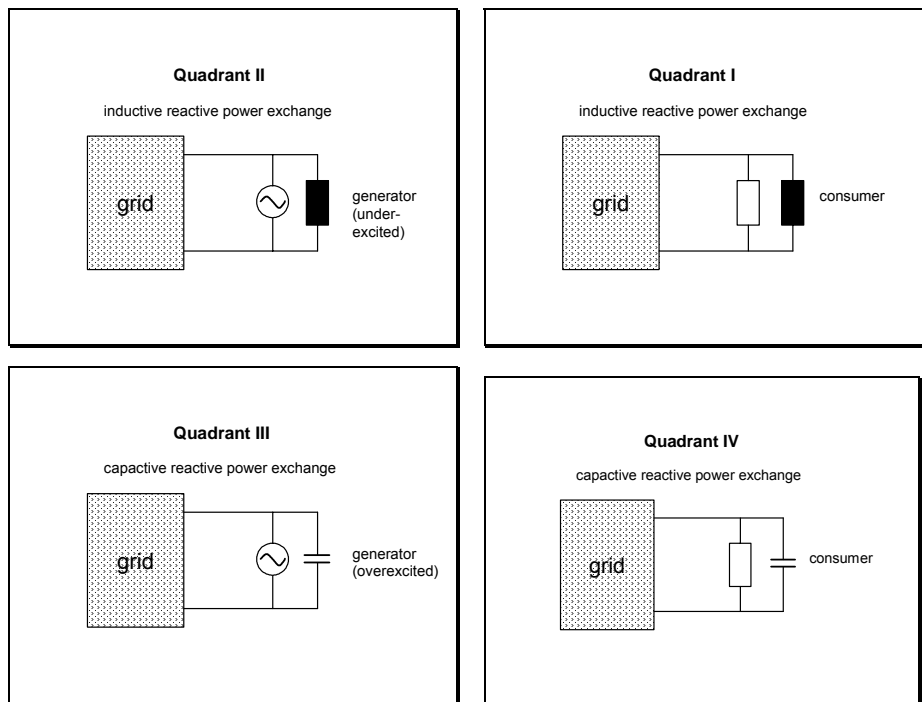 Quadrant II
inductive reactive power exchange
grid
generator
(under-
excited)
Quadrant I
inductive reactive power exchange
grid
consumer
Quadrant III
capactive reactive power exchange
grid
generator
(overexcited)
Quadrant IV
capactive reactive power exchange
grid
consumer